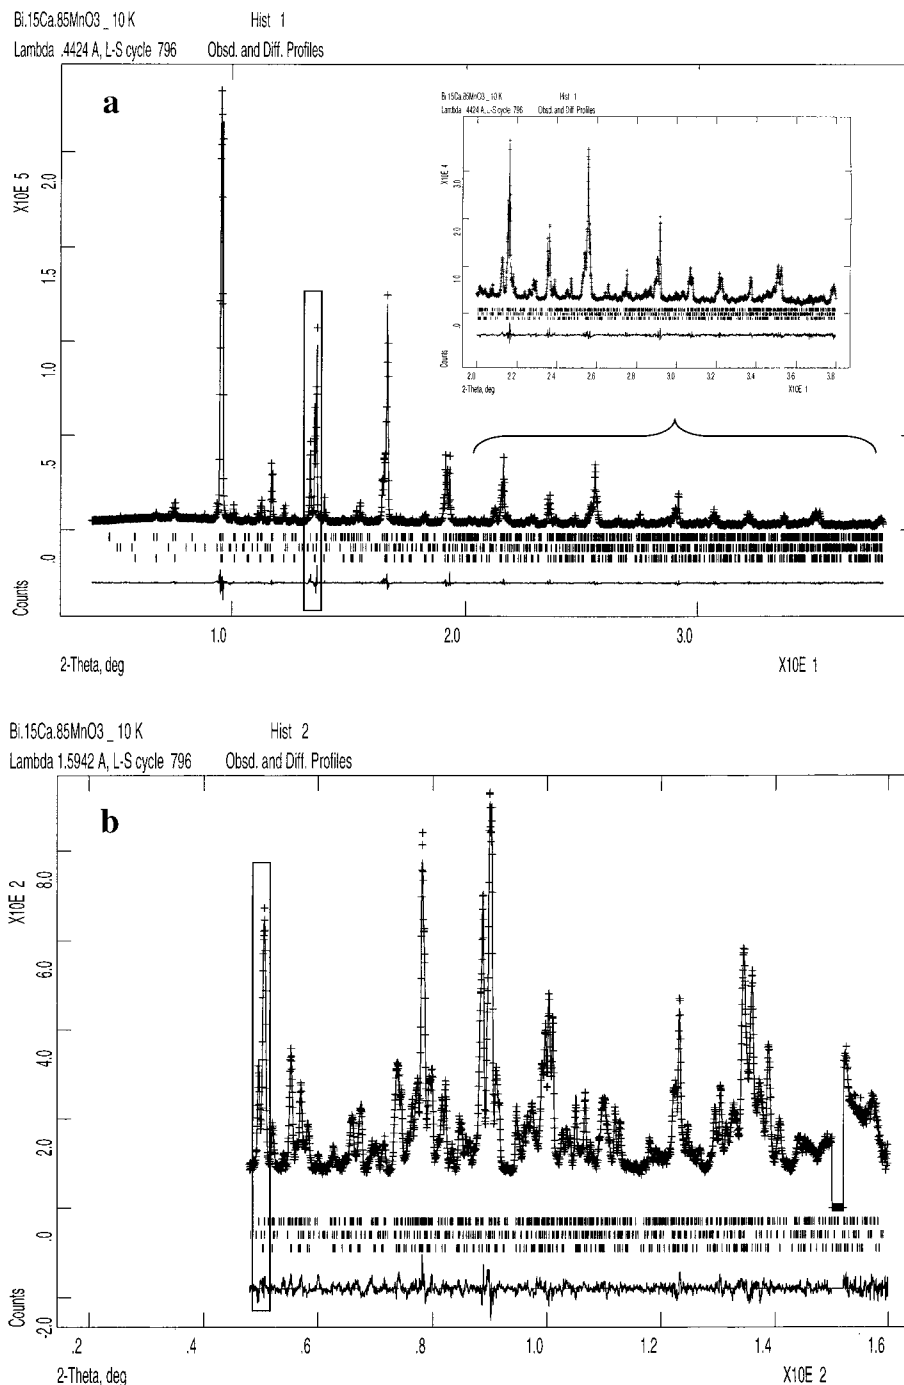 Bi.15Ca.85MnO3 _ 10 K Hist 1
Lambda .4424 A, L-S cycle 796 Obsd. and Diff. Profiles
a
X10E 5
2.0
1.5
1.0
.5
.0
Counts
1.0 2.0 3.0
2-Theta, deg X10E 1
Bi.15Ca.85MnO3 _ 10 K Hist 1
Lambda .4424 A, L-S cycle 796 Obsd. and Diff. Profiles
X10E 4
3.0
2.0
1.0
.0
Counts
2.0 2.2 2.4 2.6 2.8 3.0 3.2 3.4 3.6 3.8
2-Theta, deg X10E 1
Bi.15Ca.85MnO3 _ 10 K Hist 2
Lambda 1.5942 A, L-S cycle 796 Obsd. and Diff. Profiles
b
X10E 2
8.0
6.0
4.0
2.0
.0
-2.0
Counts
.2 .4 .6 .8 1.0 1.2 1.4 1.6
2-Theta, deg X10E 2